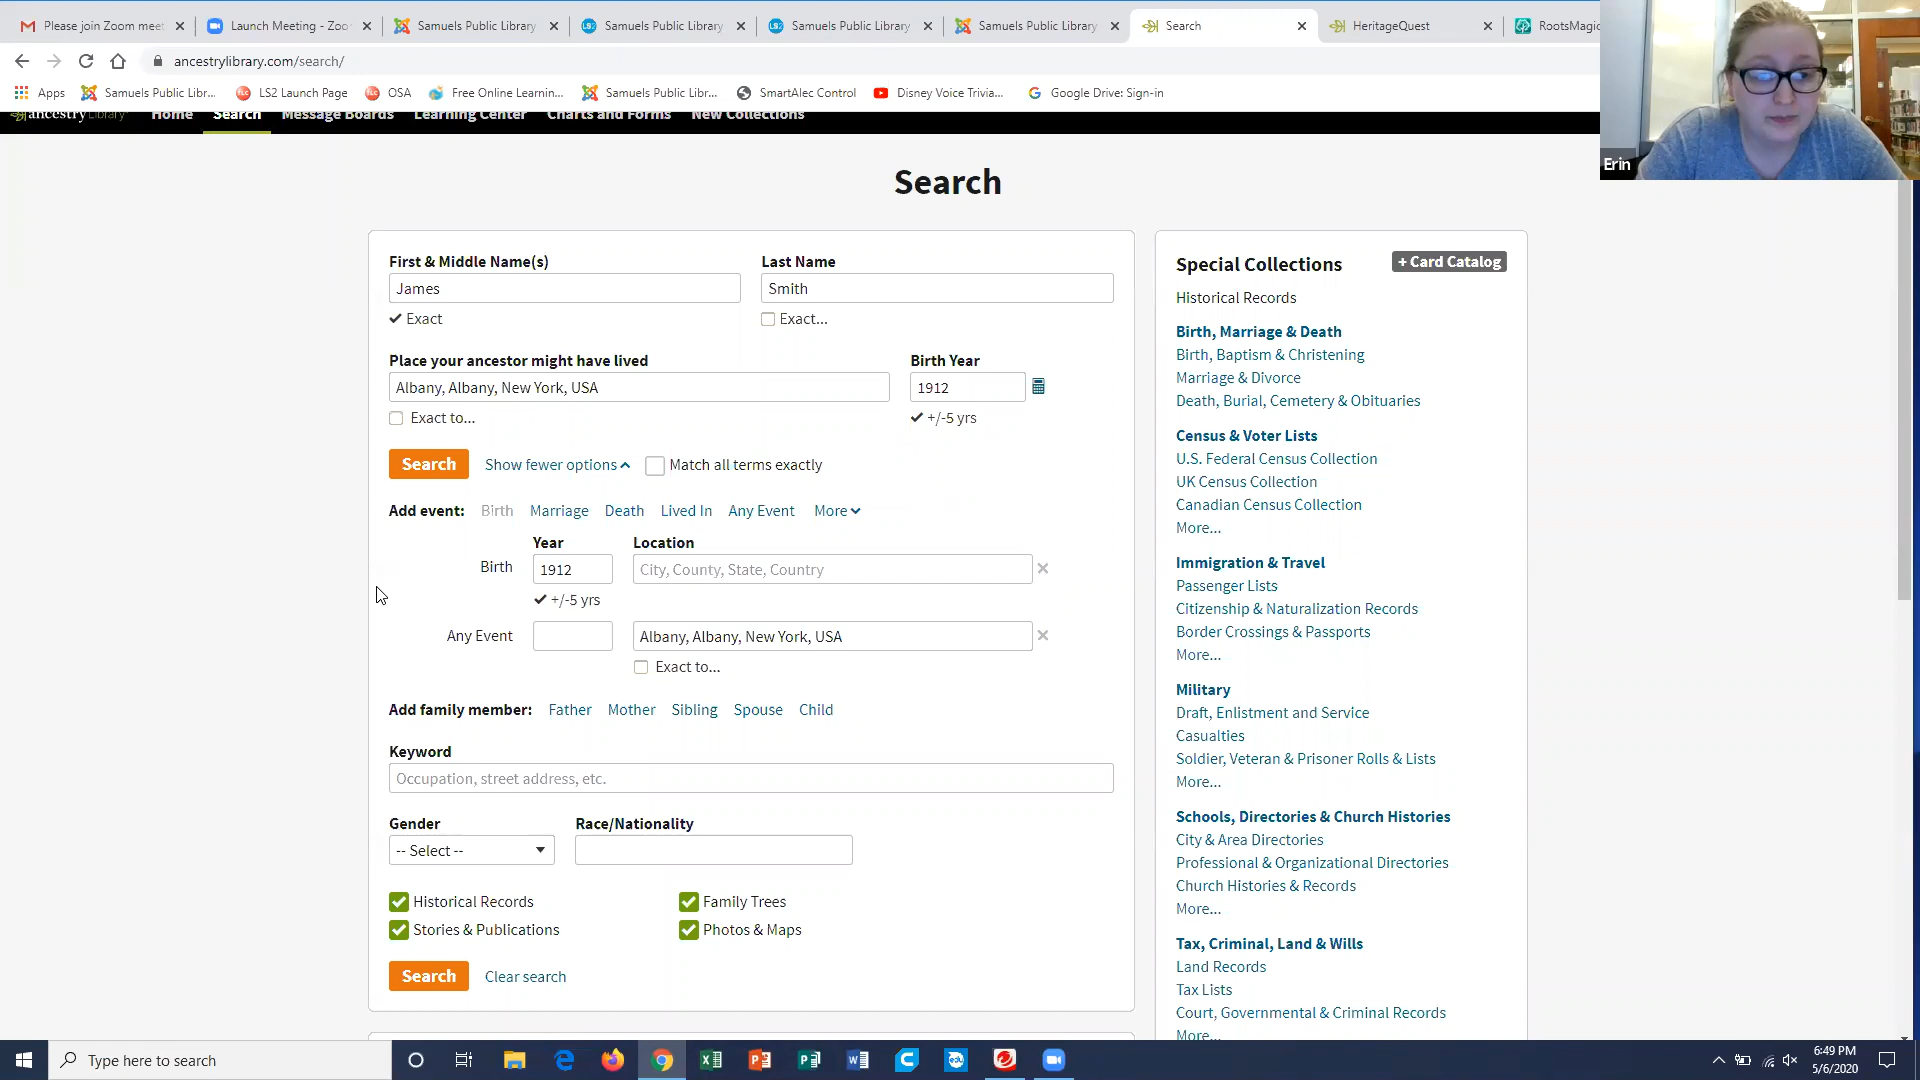 Please join Zoom meet
Launch Meeting - Zoo
Samuels Public Library
Samuels Public Library
Samuels Public Library
Samuels Public Library
Search
HeritageQuest
RootsMagic
ancestrylibrary.com/search/
Apps
Samuels Public Libr...
LS2 Launch Page
OSA
Free Online Learnin...
Samuels Public Libr...
SmartAlec Control
Disney Voice Trivia...
Google Drive: Sign-in
Erin
ancestryLibrary
Home
Search
Message Boards
Learning Center
Charts and Forms
New Collections
Search
First & Middle Name(s)
James
Exact
Last Name
Smith
Exact...
Place your ancestor might have lived
Albany, Albany, New York, USA
Exact to...
Birth Year
1912
+/-5 yrs
Search
Show fewer options
Match all terms exactly
Add event: Birth Marriage Death Lived In Any Event More
Year Location
Birth 1912 City, County, State, Country
+/-5 yrs
Any Event Albany, Albany, New York, USA
Exact to...
Add family member: Father Mother Sibling Spouse Child
Keyword
Occupation, street address, etc.
Gender
-- Select --
Race/Nationality
Historical Records
Family Trees
Stories & Publications
Photos & Maps
Search
Clear search
Special Collections
+ Card Catalog
Historical Records
Birth, Marriage & Death
Birth, Baptism & Christening
Marriage & Divorce
Death, Burial, Cemetery & Obituaries
Census & Voter Lists
U.S. Federal Census Collection
UK Census Collection
Canadian Census Collection
More...
Immigration & Travel
Passenger Lists
Citizenship & Naturalization Records
Border Crossings & Passports
More...
Military
Draft, Enlistment and Service
Casualties
Soldier, Veteran & Prisoner Rolls & Lists
More...
Schools, Directories & Church Histories
City & Area Directories
Professional & Organizational Directories
Church Histories & Records
More...
Tax, Criminal, Land & Wills
Land Records
Tax Lists
Court, Governmental & Criminal Records
More...
Type here to search
6:49 PM
5/6/2020